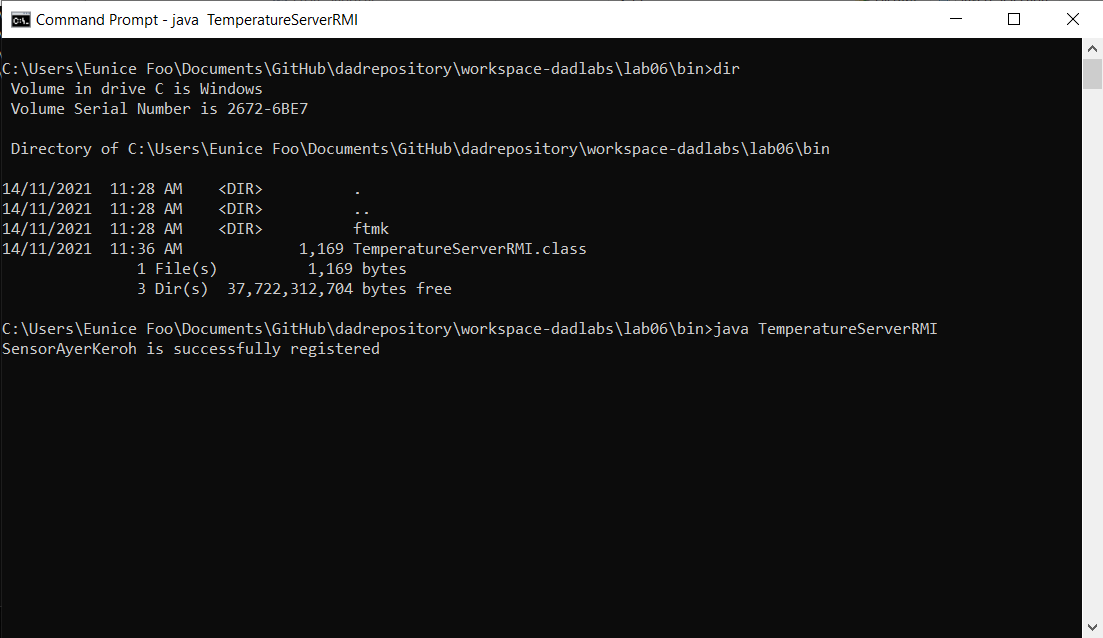 Command Prompt - java  TemperatureServerRMI
C:\Users\Eunice Foo\Documents\GitHub\dadrepository\workspace-dadlabs\lab06\bin>dir
 Volume in drive C is Windows
 Volume Serial Number is 2672-6BE7
 Directory of C:\Users\Eunice Foo\Documents\GitHub\dadrepository\workspace-dadlabs\lab06\bin
14/11/2021  11:28 AM    <DIR>          .
14/11/2021  11:28 AM    <DIR>          ..
14/11/2021  11:28 AM    <DIR>          ftmk
14/11/2021  11:36 AM             1,169 TemperatureServerRMI.class
               1 File(s)          1,169 bytes
               3 Dir(s)  37,722,312,704 bytes free
C:\Users\Eunice Foo\Documents\GitHub\dadrepository\workspace-dadlabs\lab06\bin>java TemperatureServerRMI
SensorAyerKeroh is successfully registered